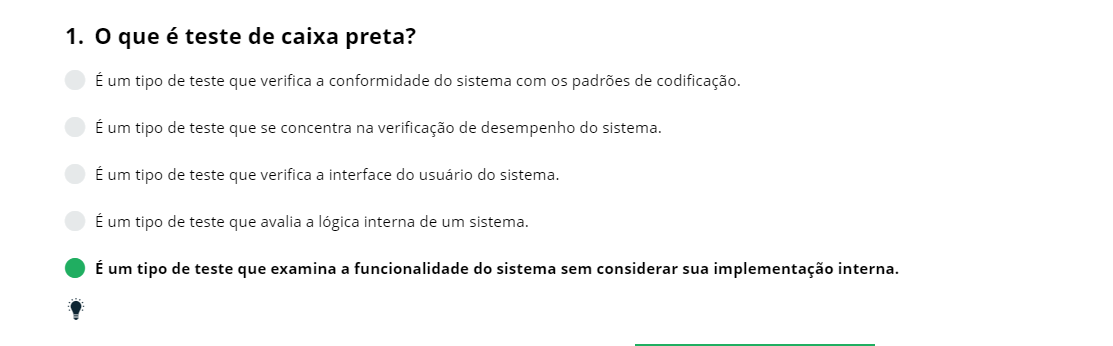 1. O que é teste de caixa preta?
É um tipo de teste que verifica a conformidade do sistema com os padrões de codificação.
É um tipo de teste que se concentra na verificação de desempenho do sistema.
É um tipo de teste que verifica a interface do usuário do sistema.
É um tipo de teste que avalia a lógica interna de um sistema.
É um tipo de teste que examina a funcionalidade do sistema sem considerar sua implementação interna.